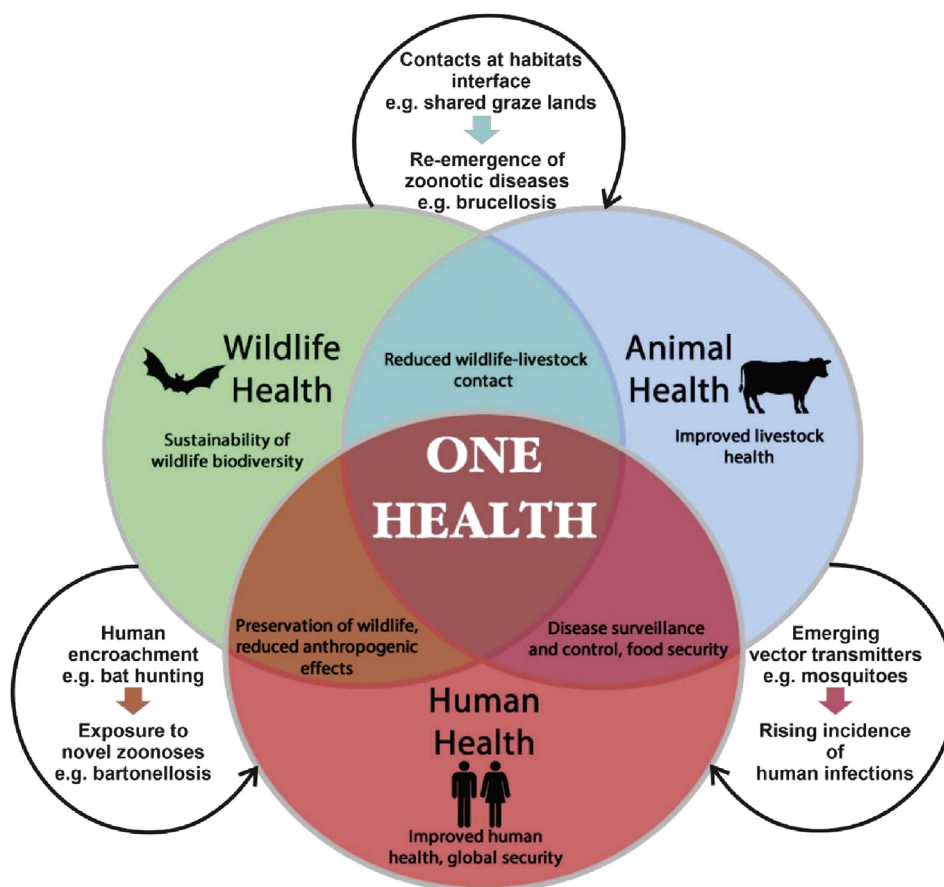 Contacts at habitats
interface
e.g. shared graze lands
Re-emergence of
zoonotic diseases
e.g. brucellosis
Wildlife
Health
Sustainability of
wildlife biodiversity
Reduced wildlife-livestock
contact
Animal
Health
Improved livestock
health
ONE
HEALTH
Human
encroachment
e.g. bat hunting
Exposure to
novel zoonoses
e.g. bartonellosis
Preservation of wildlife,
reduced anthropogenic
effects
Disease surveillance
and control, food security
Emerging
vector transmitters
e.g. mosquitoes
Rising incidence
of
human infections
Human
Health
Improved human
health, global security